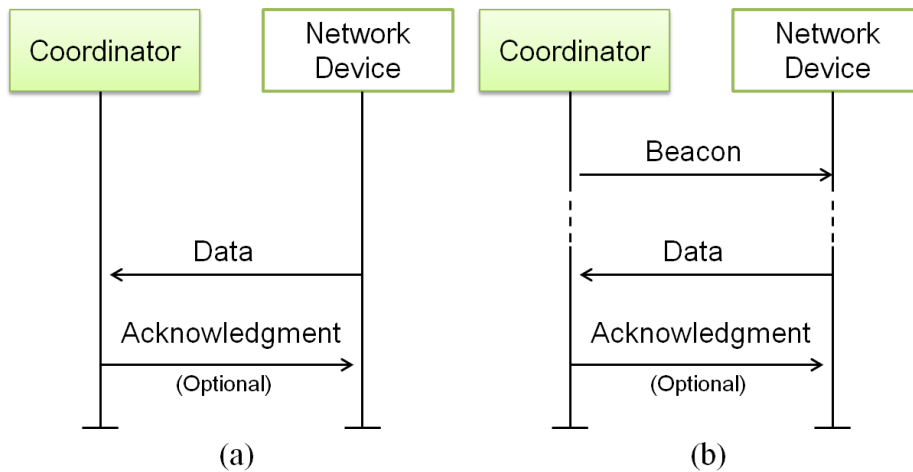 Coordinator
Network
Device
Data
Acknowledgment
(Optional)
(a)
Coordinator
Network
Device
Beacon
Data
Acknowledgment
(Optional)
(b)